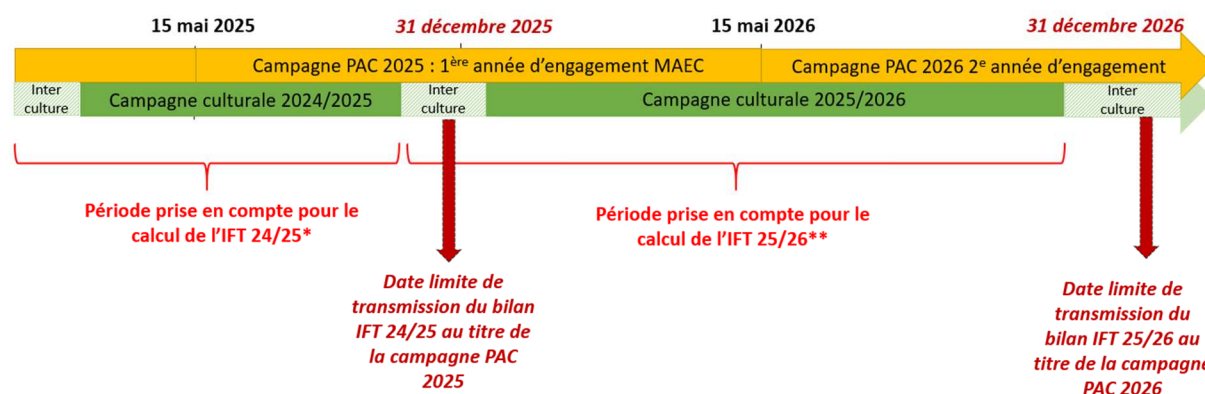 15 mai 2025
31 décembre 2025
15 mai 2026
31 décembre 2026
Campagne PAC 2025 : 1ère année d'engagement MAEC
Campagne PAC 2026 2e année d'engagement
Inter
culture
Campagne culturale 2024/2025
Inter
culture
Campagne culturale 2025/2026
Inter
culture
Période prise en compte pour le
calcul de l'IFT 24/25*
Période prise en compte pour le
calcul de l'IFT 25/26**
Date limite de
transmission du bilan
IFT 24/25 au titre de
la campagne PAC
2025
Date limite de
transmission du
bilan IFT 25/26 au
titre de la campagne
PAC 2026